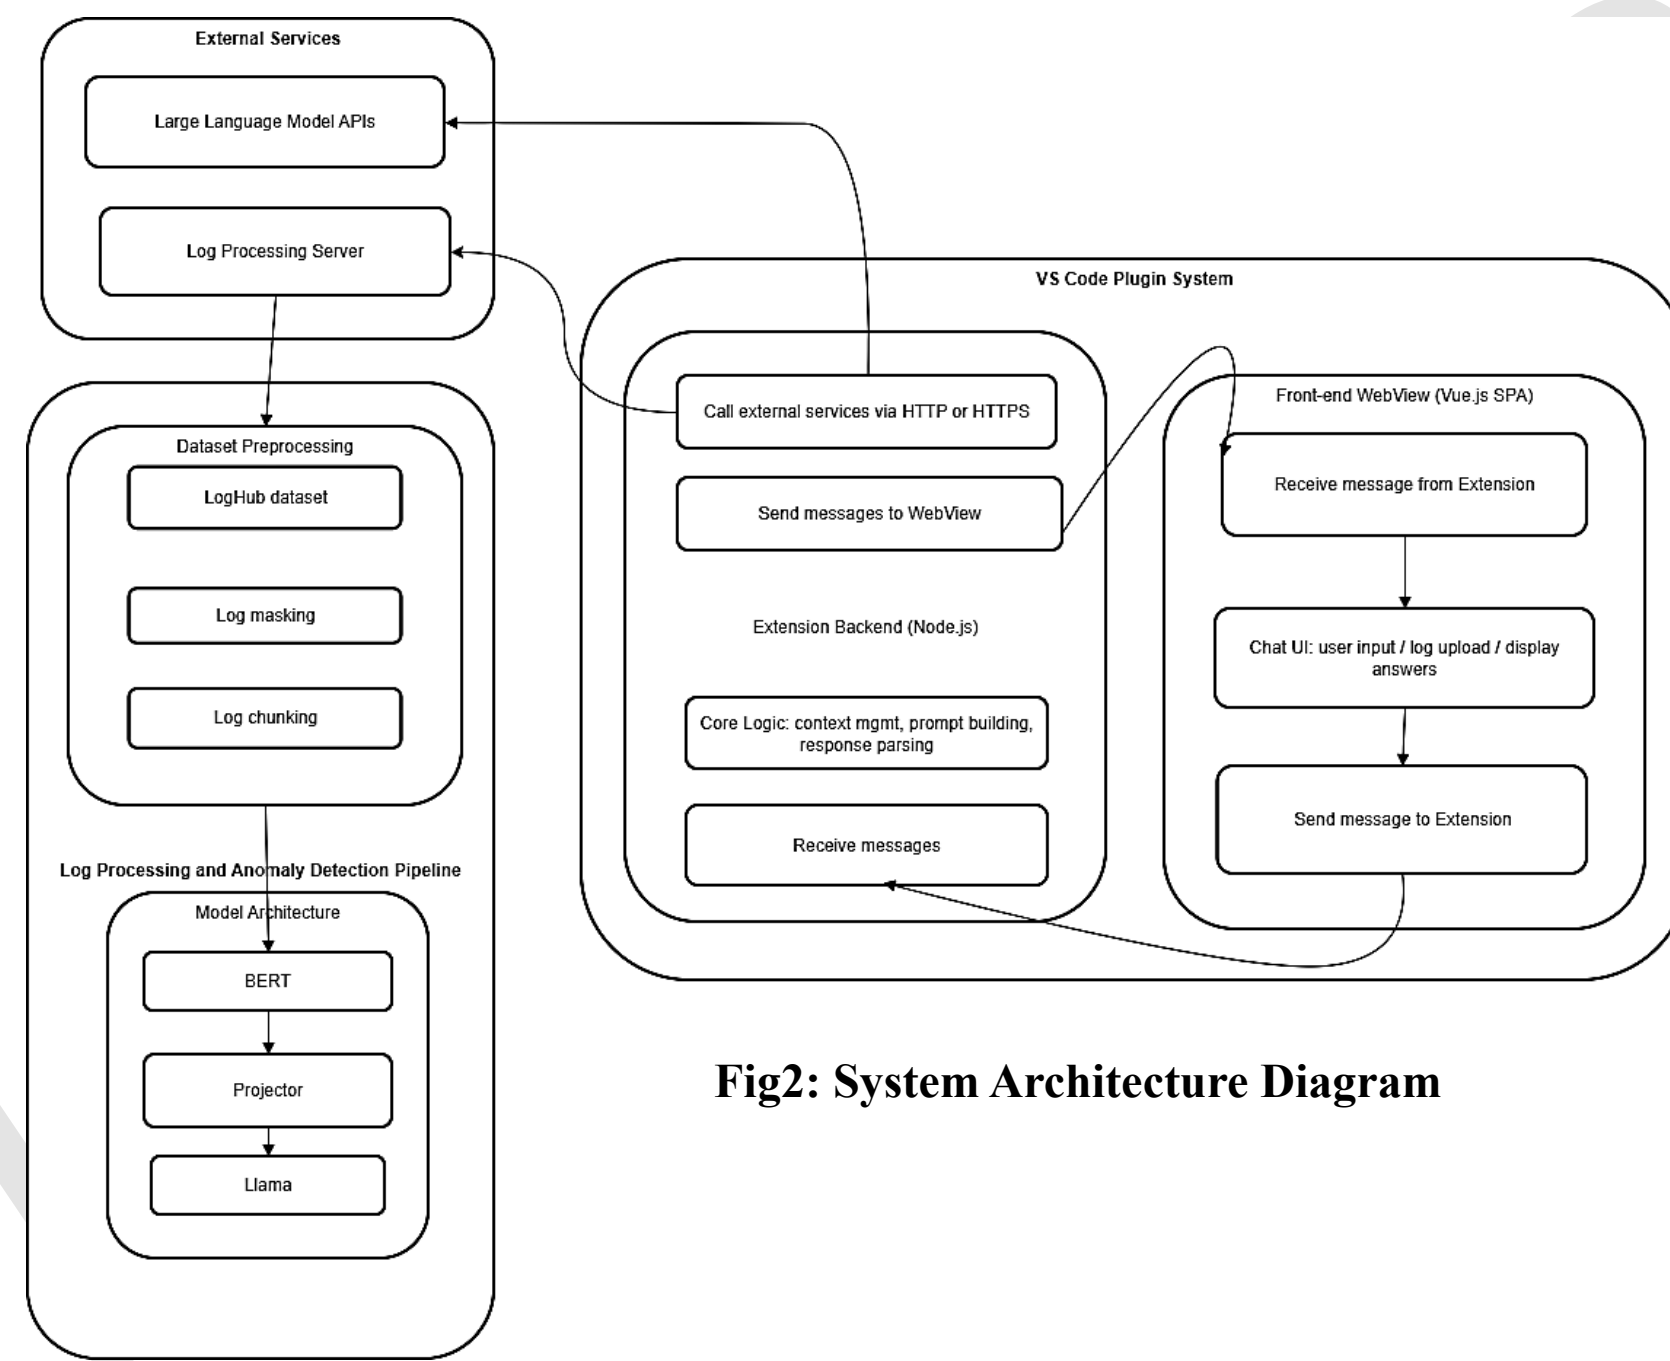 External Services
Large Language Model APIs
Log Processing Server
Dataset Preprocessing
LogHub dataset
Log masking
Log chunking
Log Processing and Anomaly Detection Pipeline
Model Architecture
BERT
Projector
Llama
VS Code Plugin System
Call external services via HTTP or HTTPS
Send messages to WebView
Extension Backend (Node.js)
Core Logic: context mgmt, prompt building,
response parsing
Receive messages
Front-end WebView (Vue.js SPA)
Receive message from Extension
Chat UI: user input / log upload / display
answers
Send message to Extension
Fig2: System Architecture Diagram